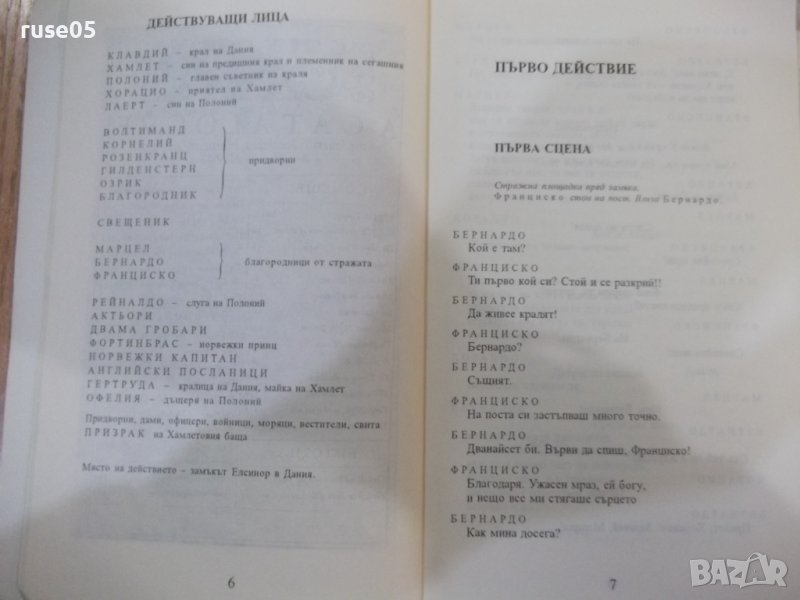 ruse05
ДЕЙСТВУВАЩИ ЛИЦА
КЛАВДИЙ – крал на Дания
ХАМЛЕТ – син на предишния крал и племенник на сегашния
ПОЛОНИЙ – главен съветник на краля
ХОРАЦИО – приятел на Хамлет
ЛАЕРТ – син на Полоний
ВОЛТИМАНД
КОРНЕЛИЙ
РОЗЕНКРАНЦ
ГИЛДЕНСТЕРН
ОЗРИК
БЛАГОРОДНИК
придворни
СВЕЩЕНИК
МАРЦЕЛ
БЕРНАРДО
ФРАНЦИСКО
благородници от стражата
РЕЙНАЛДО – слуга на Полоний
АКТЬОРИ
ДВАМА ГРОБАРИ
ФОРТИНБРАС – норвежки принц
НОРВЕЖКИ КАПИТАН
АНГЛИЙСКИ ПОСЛАНИЦИ
ГЕРТРУДА – кралица на Дания, майка на Хамлет
ОФЕЛИЯ – дъщеря на Полоний
Придворни, дами, офицери, войници, моряци, вестители, свита
ПРИЗРАК на Хамлетовия баща
Място на действието – замъкът Елсинор в Дания.
6
ПЪРВО ДЕЙСТВИЕ
ПЪРВА СЦЕНА
Стражна площадка пред замъка.
Франциско стои на пост. Влиза Бернардо.
БЕРНАРДО
Кой е там?
ФРАНЦИСКО
Ти първо кой си? Стой и се разкрий!!
БЕРНАРДО
Да живее кралят!
ФРАНЦИСКО
Бернардо?
БЕРНАРДО
Същият.
ФРАНЦИСКО
На поста си застъпваш много точно.
БЕРНАРДО
Дванайсет би. Върви да спиш, Франциско!
ФРАНЦИСКО
Благодаря. Ужасен мраз, ей богу,
и нещо все ми стягаше сърцето
БЕРНАРДО
Как мина досега?
7
BAZAR.bg